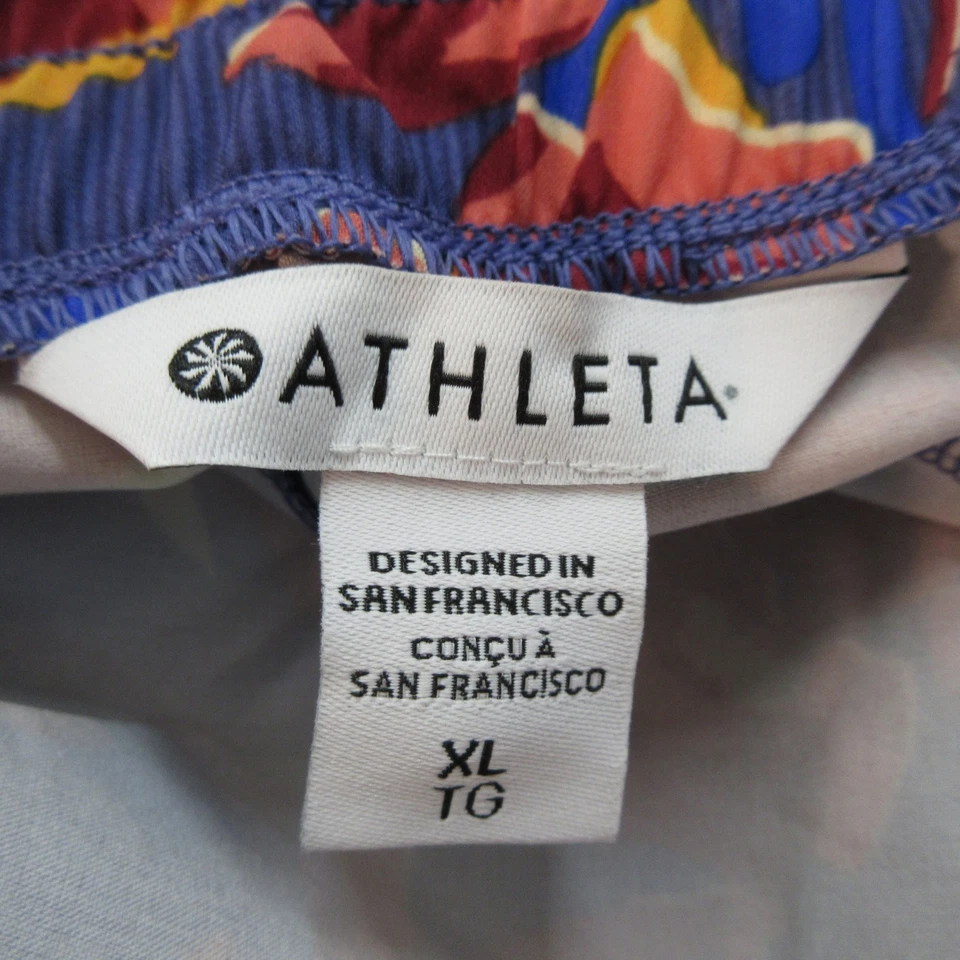 ATHLETA
DESIGNED IN
SAN FRANCISCO
CONÇU À
SAN FRANCISCO
XL
TG